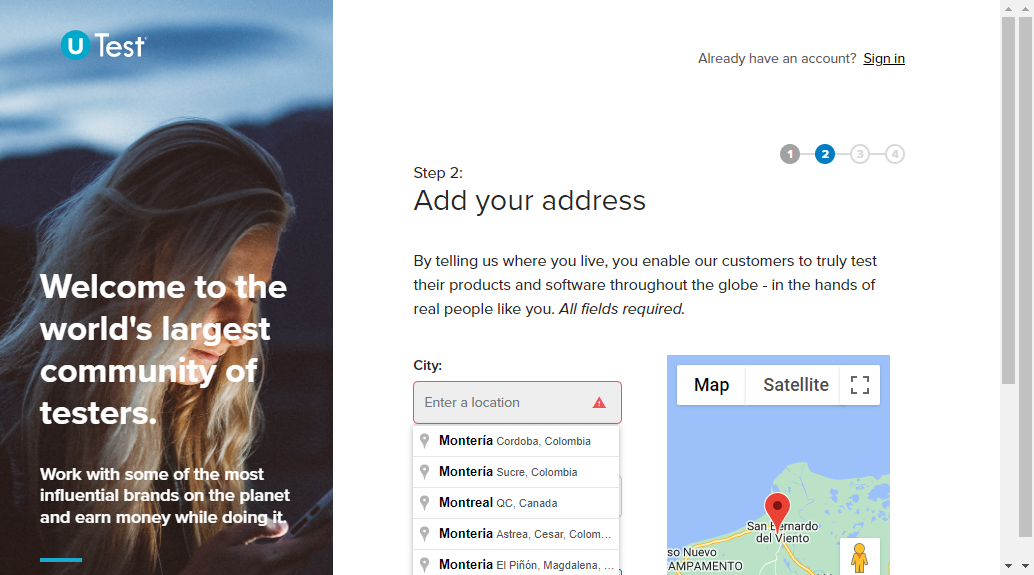 U Test
Welcome to the
world's largest
community of
testers.
Work with some of the most
influential brands on the planet
and earn money while doing it.
Already have an account? Sign in
1 2 3 4
Step 2:
Add your address
By telling us where you live, you enable our customers to truly test
their products and software throughout the globe - in the hands of
real people like you. All fields required.
City:
Enter a location
Montería Cordoba, Colombia
Montería Sucre, Colombia
Montreal QC, Canada
Monteria Astrea, Cesar, Colom...
Monteria El Piñón, Magdalena, ...
Map Satellite
San Bernardo
del Viento
so Nuevo
AMPAMENTO